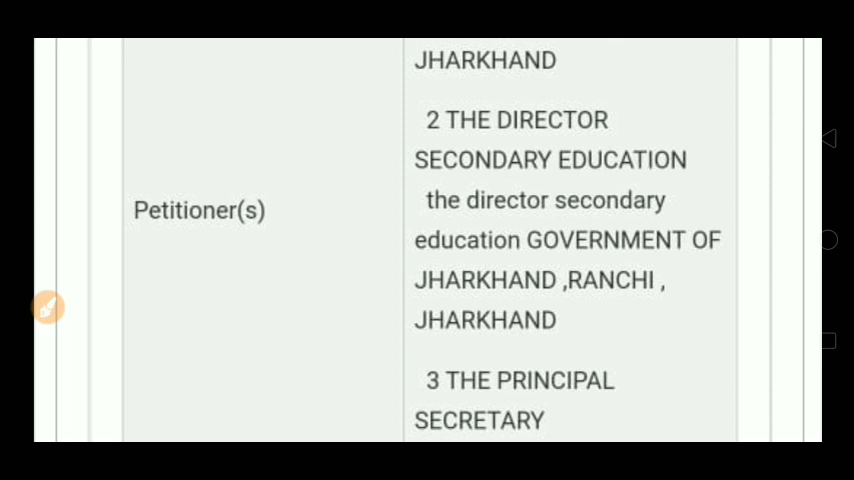 JHARKHAND
2 THE DIRECTOR
SECONDARY EDUCATION
the director secondary
Petitioner(s)
education GOVERNMENT OF
JHARKHAND ,RANCHI ,
JHARKHAND
3 THE PRINCIPAL
SECRETARY